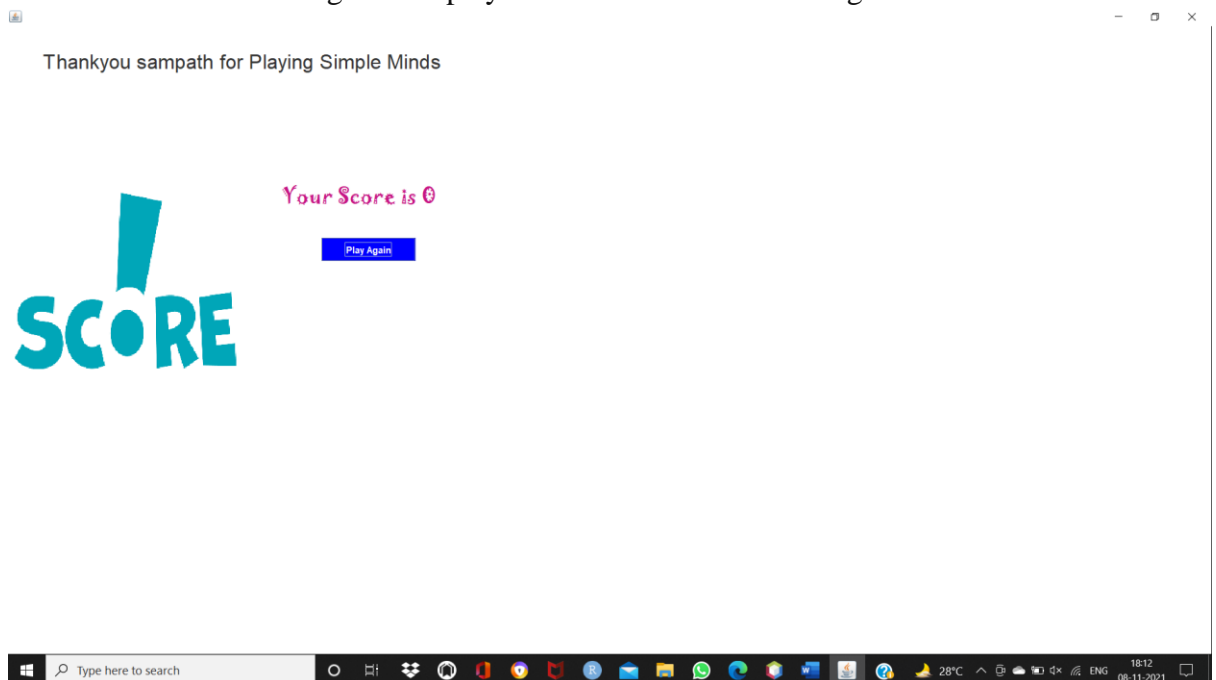 Thankyou sampath for Playing Simple Minds
Your Score is 0
Play Again
SCORE
Type here to search
28°C
ENG
18:12
08-11-2021